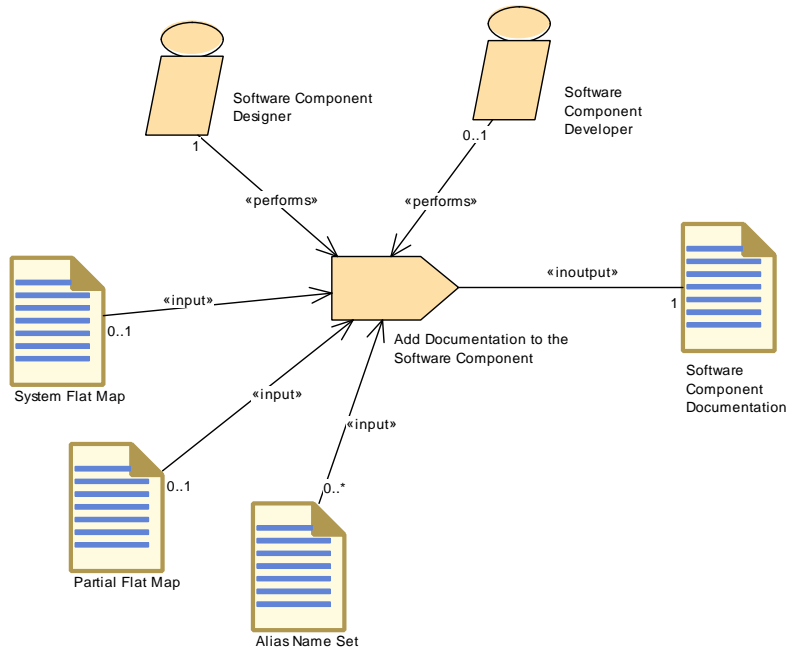 Software Component
Designer
1
Software
Component
Developer
0..1
«performs»
«performs»
«input»
0..1
System Flat Map
«inoutput»
1
Add Documentation to the
Software Component
Software
Component
Documentation
«input»
0..1
Partial Flat Map
«input»
0..*
Alias Name Set